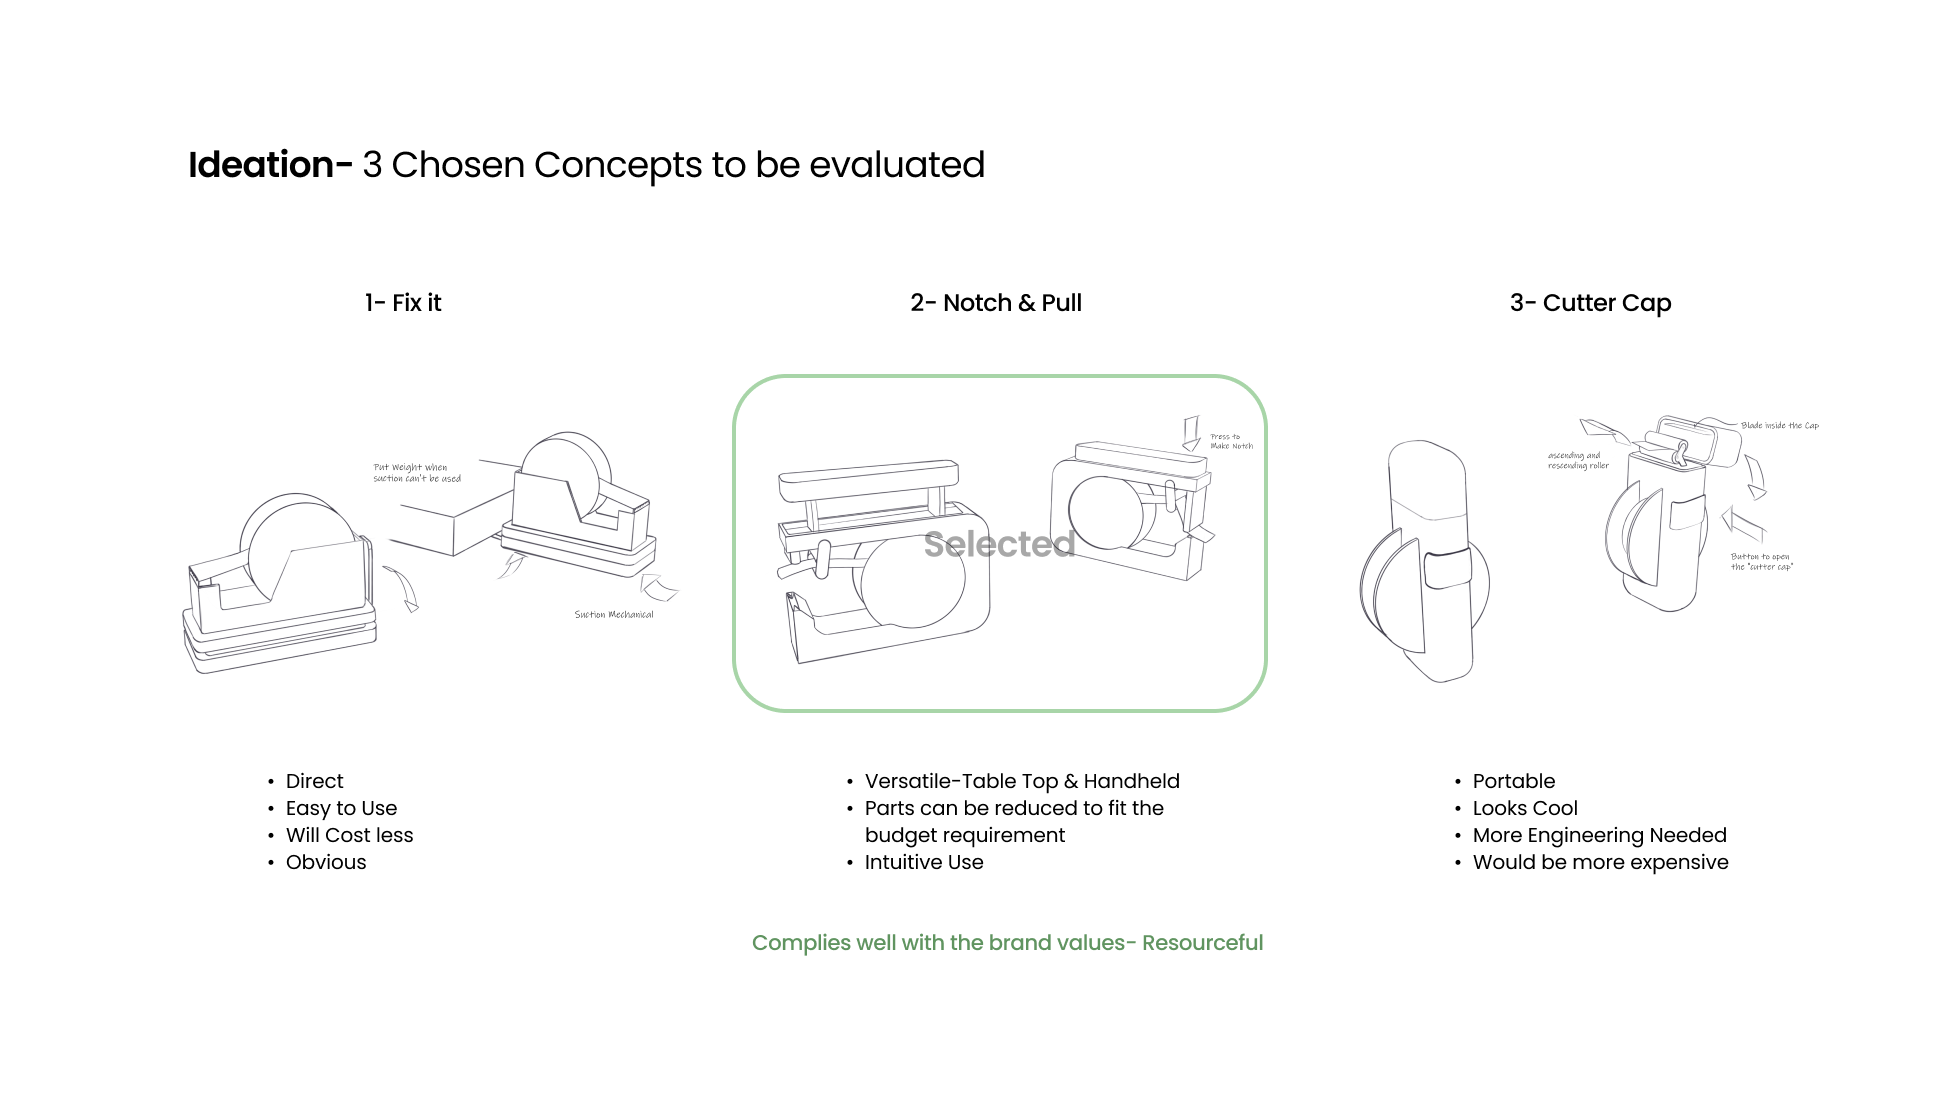 Ideation- 3 Chosen Concepts to be evaluated
1- Fix it
2- Notch & Pull
3- Cutter Cap
Put Weight when
suction can't be used
Suction Mechanical
Press to
Make Notch
Selected
Blade inside the Cap
ascending and
rescending roller
Button to open
the "cutter cap"
• Direct
• Easy to Use
• Will Cost less
• Obvious
• Versatile-Table Top & Handheld
• Parts can be reduced to fit the
budget requirement
• Intuitive Use
• Portable
• Looks Cool
• More Engineering Needed
• Would be more expensive
Complies well with the brand values- Resourceful